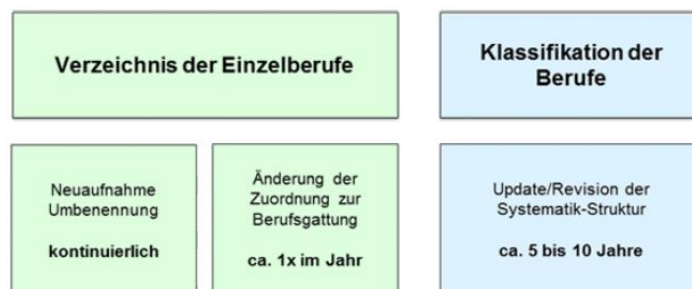 Verzeichnis der Einzelberufe
Klassifikation der
Berufe
Neuaufnahme
Umbenennung
kontinuierlich
Änderung der
Zuordnung zur
Berufsgattung
ca. 1x im Jahr
Update/Revision der
Systematik-Struktur
ca. 5 bis 10 Jahre